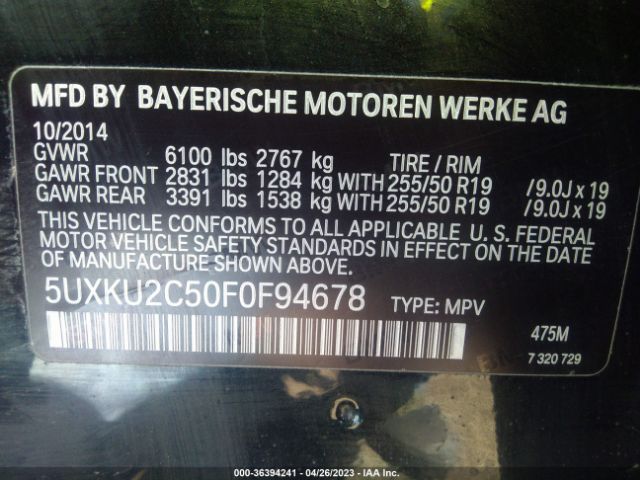 MFD BY BAYERISCHE MOTOREN WERKE AG
10/2014
GVWR 6100 lbs 2767 kg TIRE / RIM
GAWR FRONT 2831 lbs 1284 kg WITH 255/50 R19 /9.0J x 19
GAWR REAR 3391 lbs 1538 kg WITH 255/50 R19 /9.0J x 19
THIS VEHICLE CONFORMS TO ALL APPLICABLE U. S. FEDERAL
MOTOR VEHICLE SAFETY STANDARDS IN EFFECT ON THE DATE
OF MANUFACTURE SHOWN ABOVE.
5UXKU2C50F0F94678 TYPE: MPV
475M
7 320 729
000-36394241 - 04/26/2023 - IAA Inc.